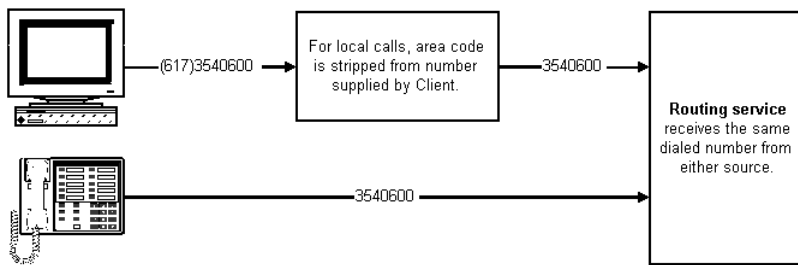 (617)3540600
For local calls, area code
is stripped from number
supplied by Client.
3540600
Routing service
receives the same
dialed number from
either source.
3540600